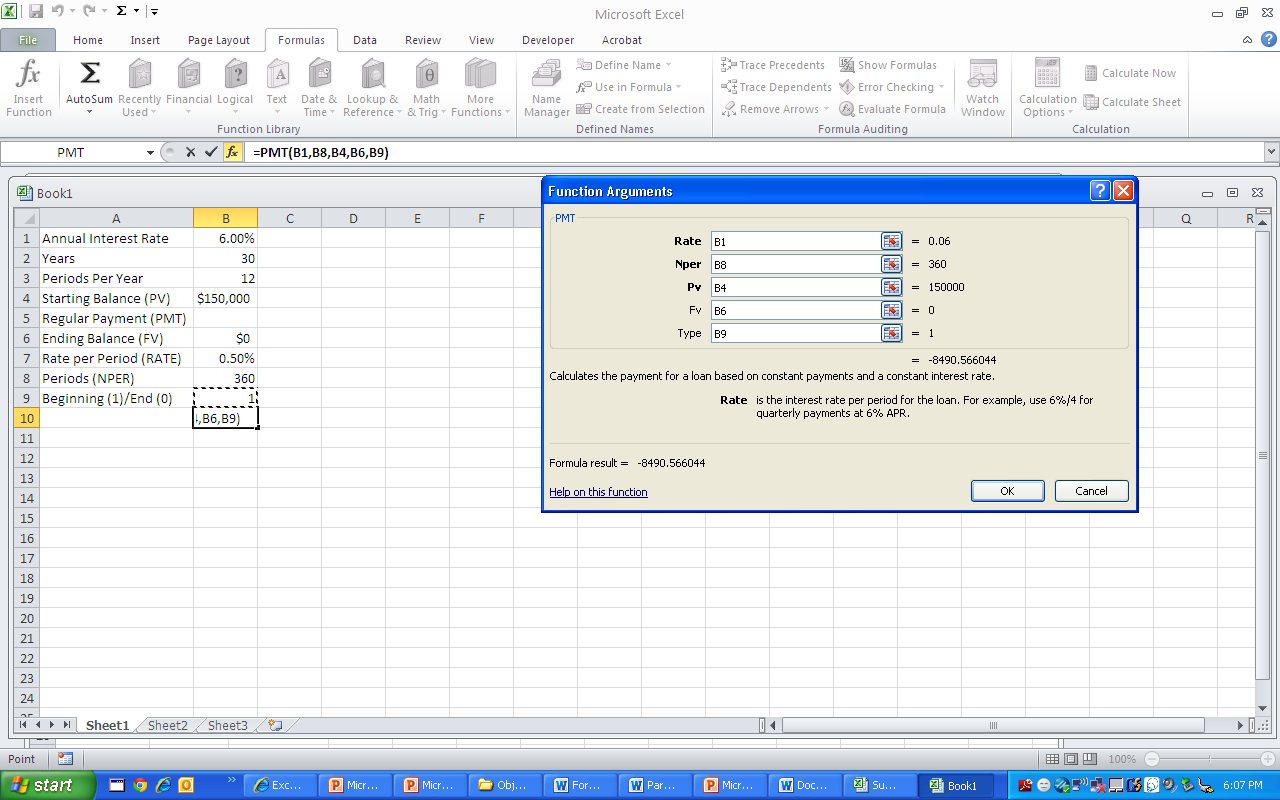 Microsoft Excel
File Home Insert Page Layout Formulas Data Review View Developer Acrobat
Insert Function
AutoSum
Recently Used
Financial
Logical
Text
Date & Time
Lookup & Reference
Math & Trig
More Functions
Function Library
Name Manager
Define Name
Use in Formula
Create from Selection
Defined Names
Trace Precedents
Trace Dependents
Remove Arrows
Show Formulas
Error Checking
Evaluate Formula
Formula Auditing
Watch Window
Calculation Options
Calculate Now
Calculate Sheet
Calculation
PMT fx =PMT(B1,B8,B4,B6,B9)
Book1
A B C D E F Q R
1 Annual Interest Rate 6.00%
2 Years 30
3 Periods Per Year 12
4 Starting Balance (PV) $150,000
5 Regular Payment (PMT)
6 Ending Balance (FV) $0
7 Rate per Period (RATE) 0.50%
8 Periods (NPER) 360
9 Beginning (1)/End (0) 1
10 ,B6,B9)
11
12
13
14
15
16
17
18
19
20
21
22
23
24
Function Arguments
PMT
Rate B1 = 0.06
Nper B8 = 360
Pv B4 = 150000
Fv B6 = 0
Type B9 = 1
= -8490.566044
Calculates the payment for a loan based on constant payments and a constant interest rate.
Rate is the interest rate per period for the loan. For example, use 6%/4 for
quarterly payments at 6% APR.
Formula result = -8490.566044
Help on this function
OK Cancel
Sheet1 Sheet2 Sheet3
Point
100%
start Exc... Micr... Micr... Obj... For... Par... Micr... Doc... Su... Book1 6:07 PM